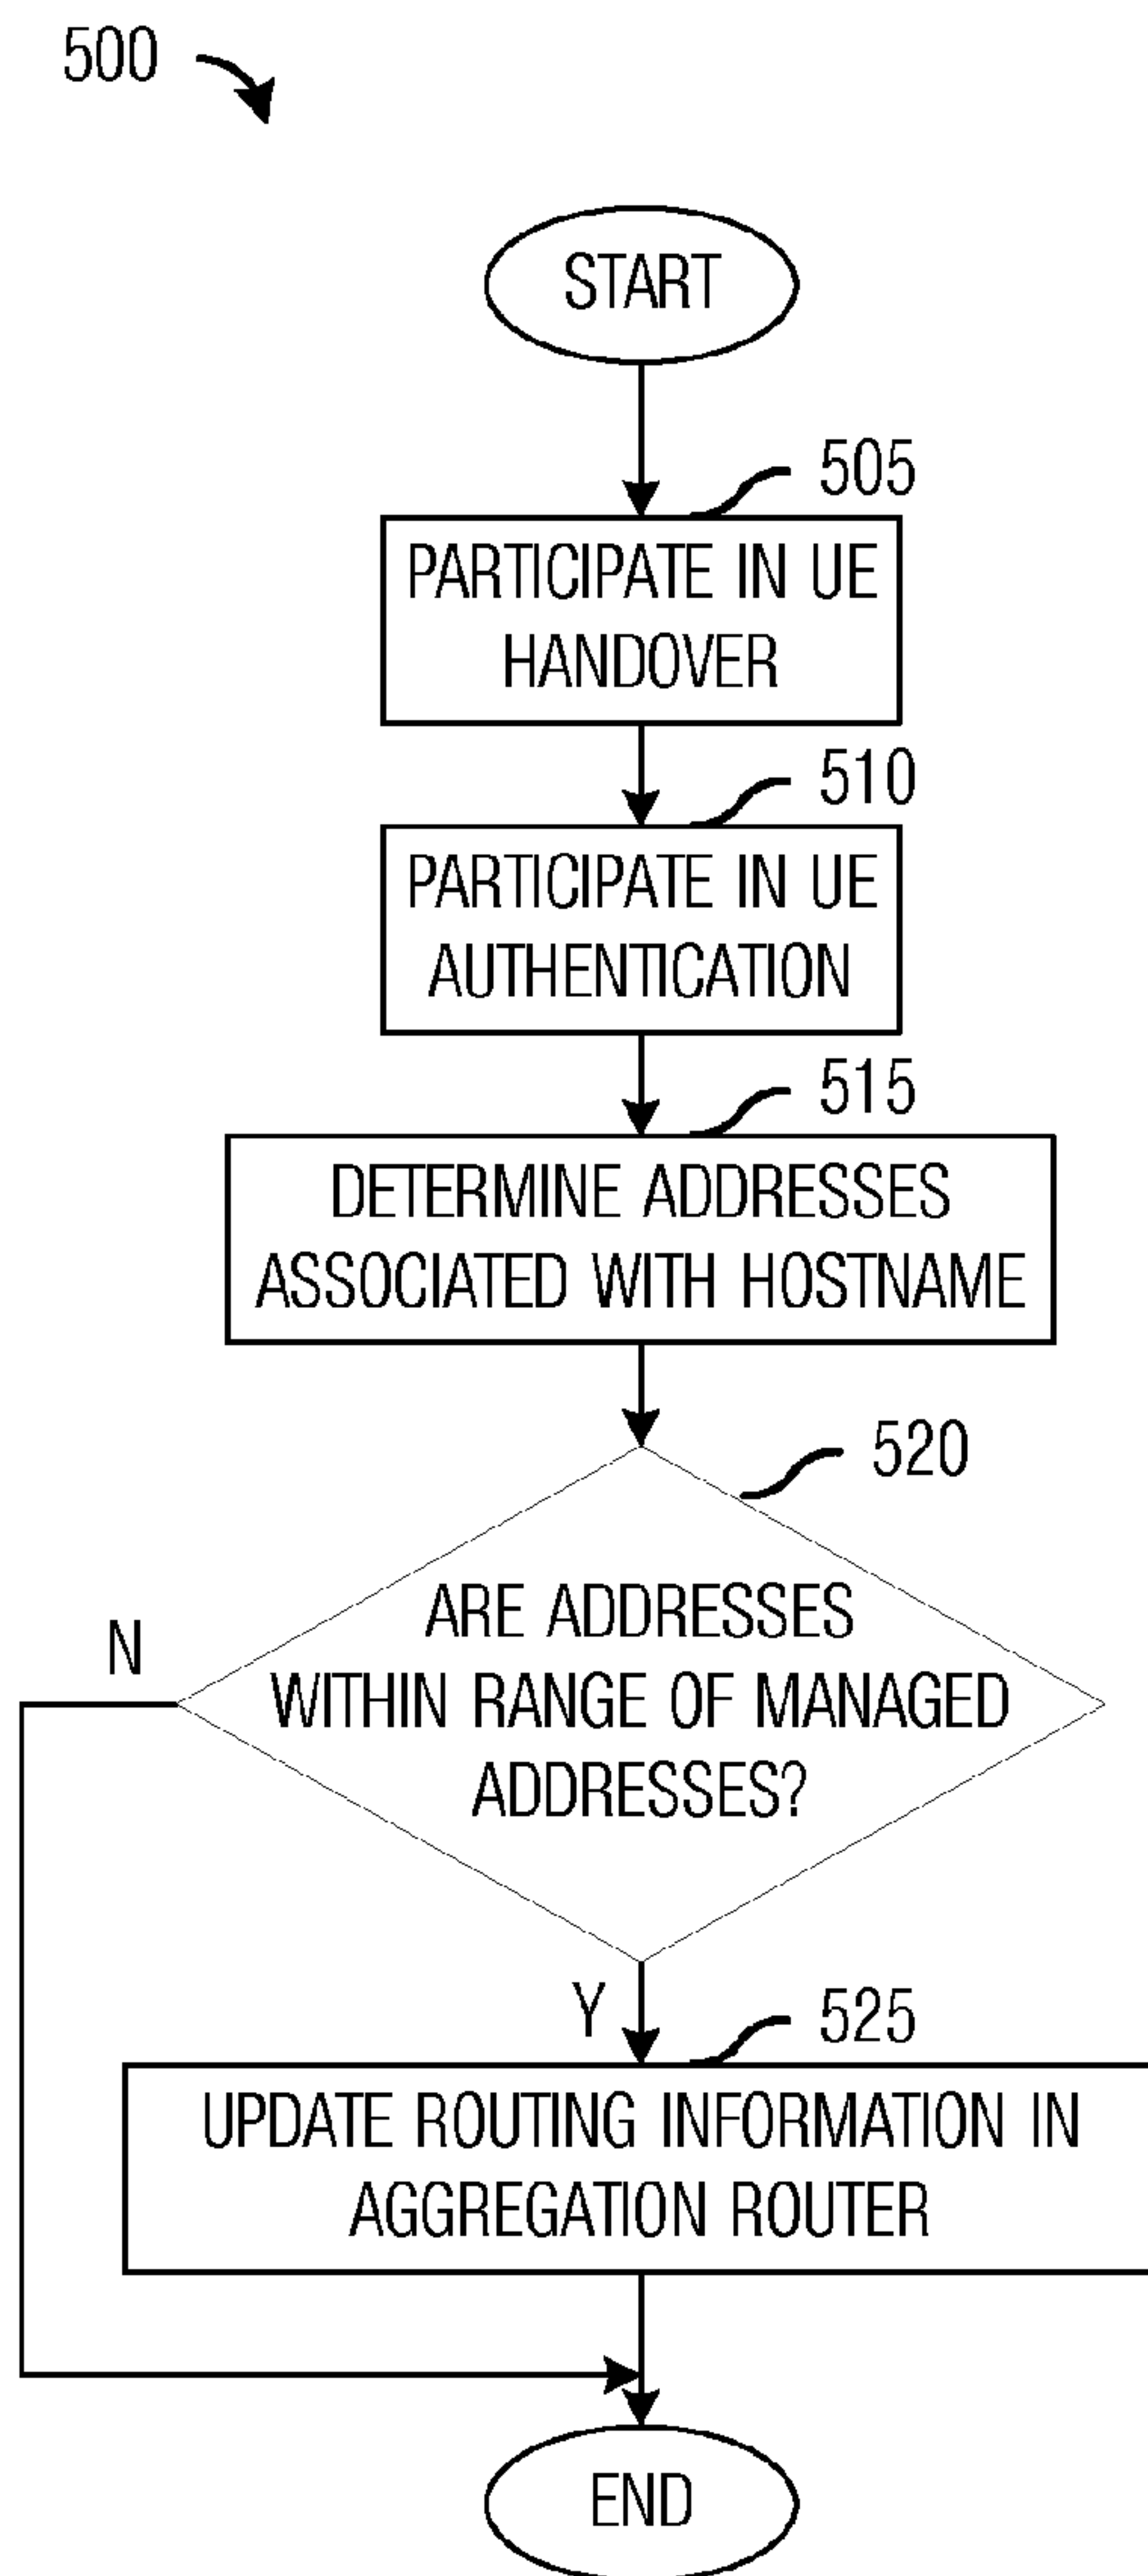 500
START
505
PARTICIPATE IN UE
HANDOVER
510
PARTICIPATE IN UE
AUTHENTICATION
515
DETERMINE ADDRESSES
ASSOCIATED WITH HOSTNAME
520
ARE ADDRESSES
WITHIN RANGE OF MANAGED
ADDRESSES?
N
Y
525
UPDATE ROUTING INFORMATION IN
AGGREGATION ROUTER
END